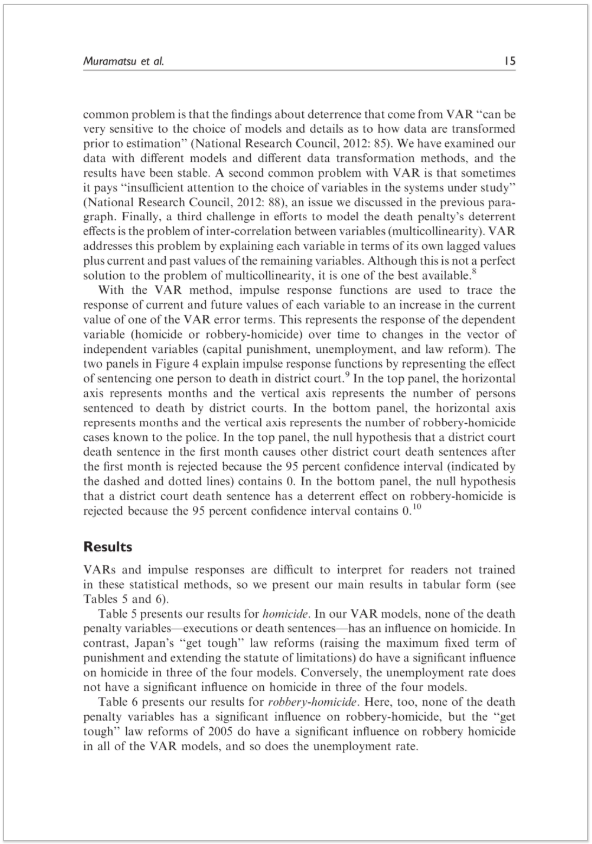 Muramatsu et al. 15
common problem is that the findings about deterrence that come from VAR “can be
very sensitive to the choice of models and details as to how data are transformed
prior to estimation” (National Research Council, 2012: 85). We have examined our
data with different models and different data transformation methods, and the
results have been stable. A second common problem with VAR is that sometimes
it pays “insufficient attention to the choice of variables in the systems under study”
(National Research Council, 2012: 88), an issue we discussed in the previous para-
graph. Finally, a third challenge in efforts to model the death penalty’s deterrent
effects is the problem of inter-correlation between variables (multicollinearity). VAR
addresses this problem by explaining each variable in terms of its own lagged values
plus current and past values of the remaining variables. Although this is not a perfect
solution to the problem of multicollinearity, it is one of the best available.8
With the VAR method, impulse response functions are used to trace the
response of current and future values of each variable to an increase in the current
value of one of the VAR error terms. This represents the response of the dependent
variable (homicide or robbery-homicide) over time to changes in the vector of
independent variables (capital punishment, unemployment, and law reform). The
two panels in Figure 4 explain impulse response functions by representing the effect
of sentencing one person to death in district court.9 In the top panel, the horizontal
axis represents months and the vertical axis represents the number of persons
sentenced to death by district courts. In the bottom panel, the horizontal axis
represents months and the vertical axis represents the number of robbery-homicide
cases known to the police. In the top panel, the null hypothesis that a district court
death sentence in the first month causes other district court death sentences after
the first month is rejected because the 95 percent confidence interval (indicated by
the dashed and dotted lines) contains 0. In the bottom panel, the null hypothesis
that a district court death sentence has a deterrent effect on robbery-homicide is
rejected because the 95 percent confidence interval contains 0.10
Results
VARs and impulse responses are difficult to interpret for readers not trained
in these statistical methods, so we present our main results in tabular form (see
Tables 5 and 6).
Table 5 presents our results for homicide. In our VAR models, none of the death
penalty variables—executions or death sentences—has an influence on homicide. In
contrast, Japan’s “get tough” law reforms (raising the maximum fixed term of
punishment and extending the statute of limitations) do have a significant influence
on homicide in three of the four models. Conversely, the unemployment rate does
not have a significant influence on homicide in three of the four models.
Table 6 presents our results for robbery-homicide. Here, too, none of the death
penalty variables has a significant influence on robbery-homicide, but the “get
tough” law reforms of 2005 do have a significant influence on robbery homicide
in all of the VAR models, and so does the unemployment rate.